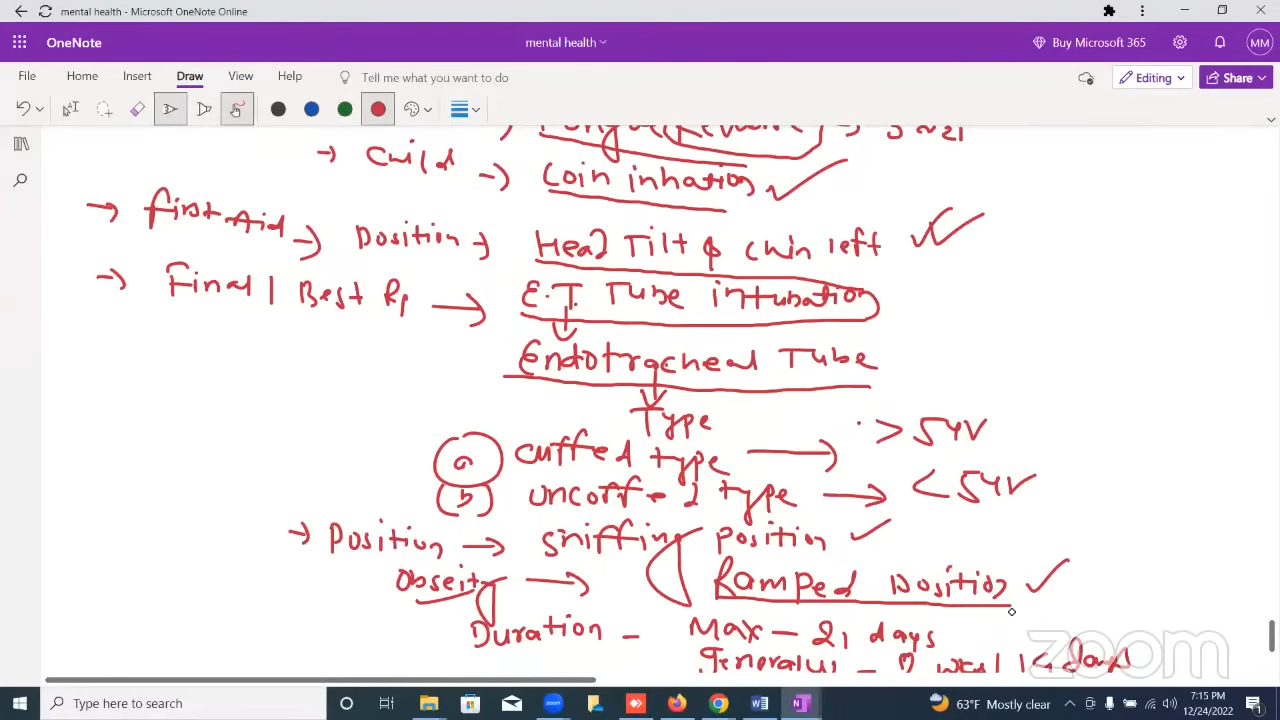 mental health - Microsoft OneNote Online
OneNote
mental health
Buy Microsoft 365
MM
File Home Insert Draw View Help Tell me what you want to do
Editing
Share
→ Child → Coin inhation
→ First Aid → Position → Head Tilt & Chin left
→ Final | Best Rp → E.T. Tube intubation
Endotracheal Tube
Type
(a) cuffed type → > 5yr
(b) type → < 5yr
→ Position → sniffing position
Obseity → Ramped Position
Duration - Max - 21 days
days
zoom
Type here to search
63°F Mostly clear
7:15 PM
12/24/2022